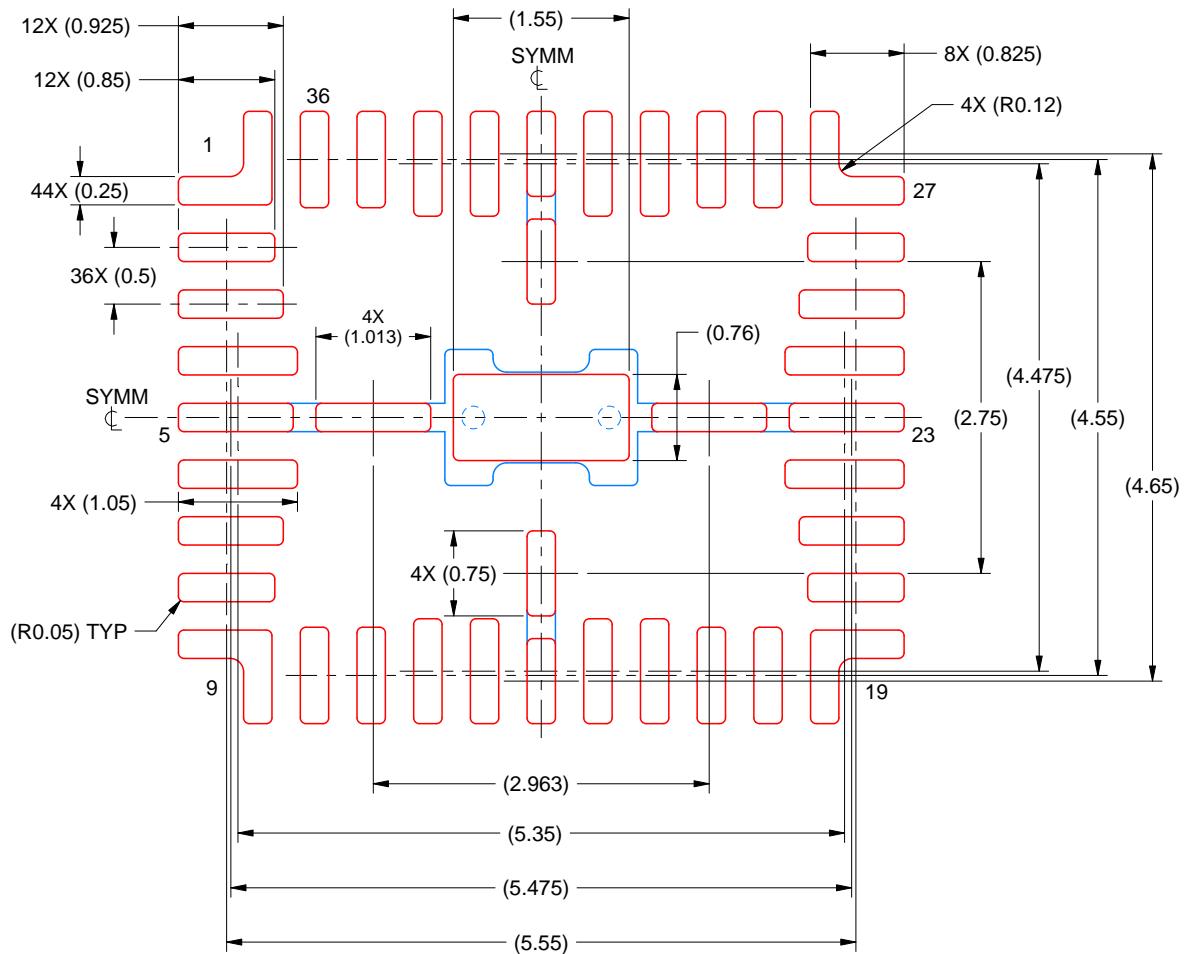 12X (0.925)
(1.55)
8X (0.825)
12X (0.85)
SYMM
℄
36
4X (R0.12)
1
44X (0.25)
27
36X (0.5)
4X
(1.013)
(0.76)
(4.475)
SYMM
℄
(2.75)
(4.55)
5
23
(4.65)
4X (1.05)
4X (0.75)
(R0.05) TYP
9
19
(2.963)
(5.35)
(5.475)
(5.55)